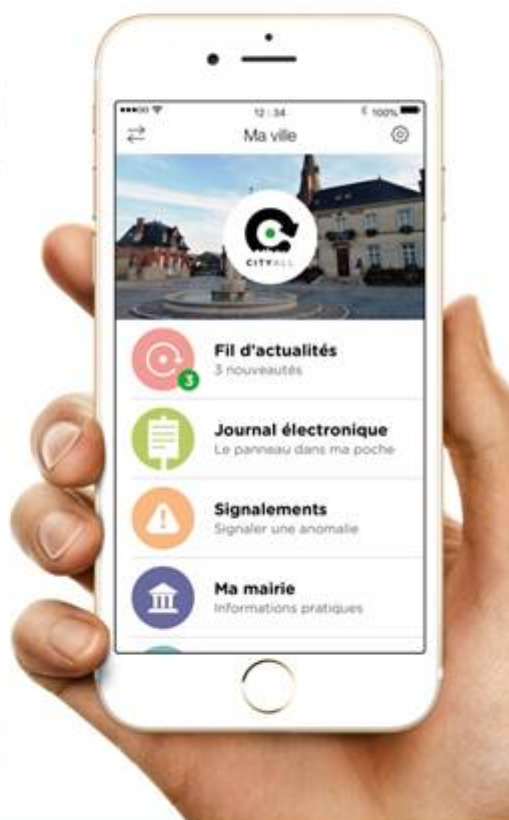 12:34
100%
Ma ville
CITYALL
Fil d'actualités
3 nouveautés
3
Journal électronique
Le panneau dans ma poche
Signalements
Signaler une anomalie
Ma mairie
Informations pratiques